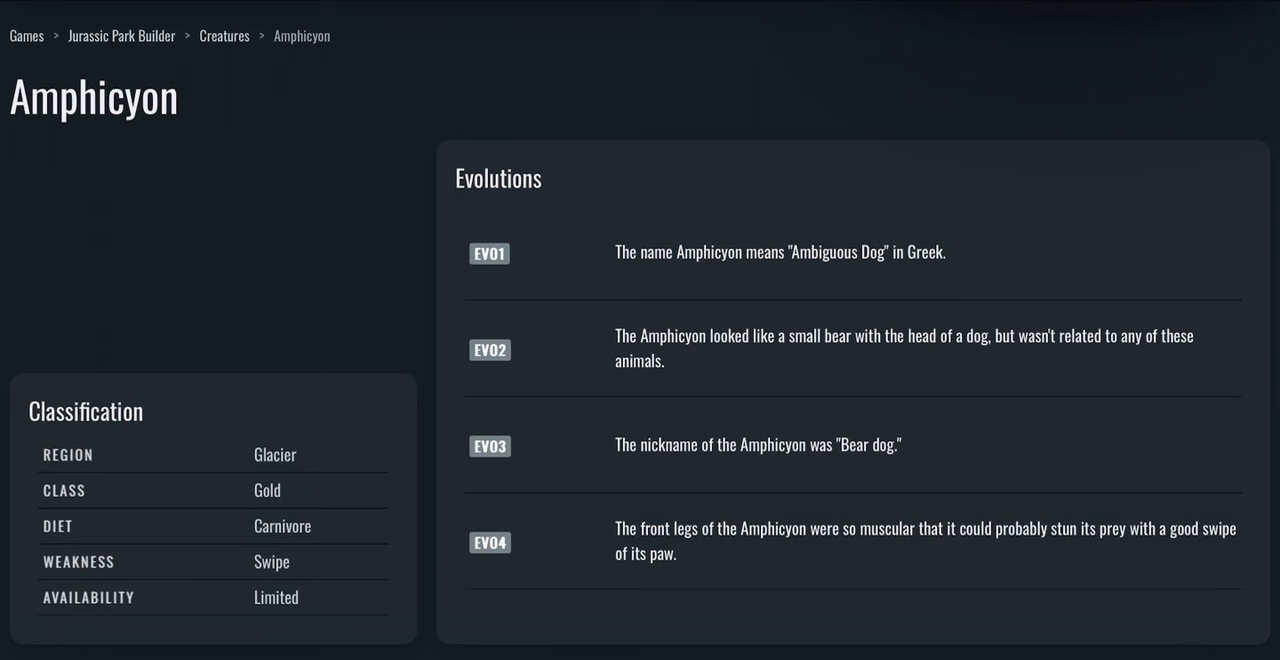 Games > Jurassic Park Builder > Creatures > Amphicyon
Amphicyon
Classification
REGION Glacier
CLASS Gold
DIET Carnivore
WEAKNESS Swipe
AVAILABILITY Limited
Evolutions
EVO1 The name Amphicyon means "Ambiguous Dog" in Greek.
EVO2 The Amphicyon looked like a small bear with the head of a dog, but wasn't related to any of these
animals.
EVO3 The nickname of the Amphicyon was "Bear dog."
EVO4 The front legs of the Amphicyon were so muscular that it could probably stun its prey with a good swipe
of its paw.